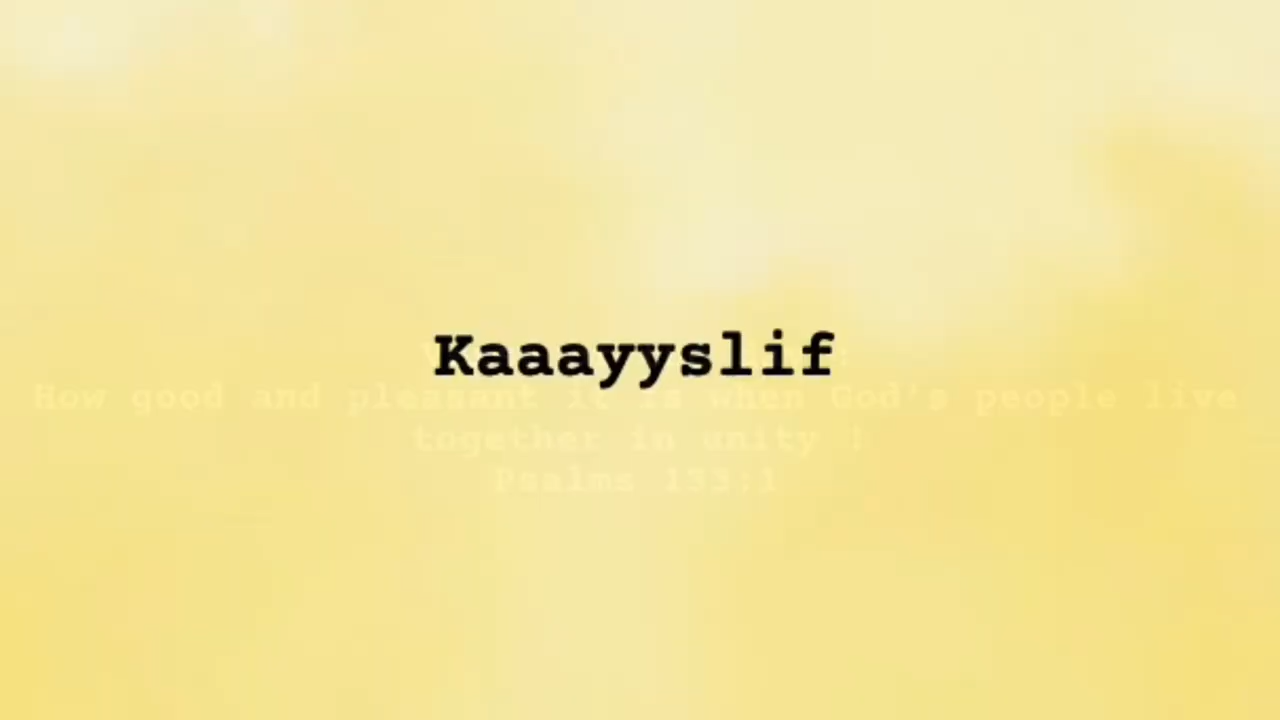 Kaaayyslif
How good and pleasant it is when God's people live
together in unity !
Psalms 133:1